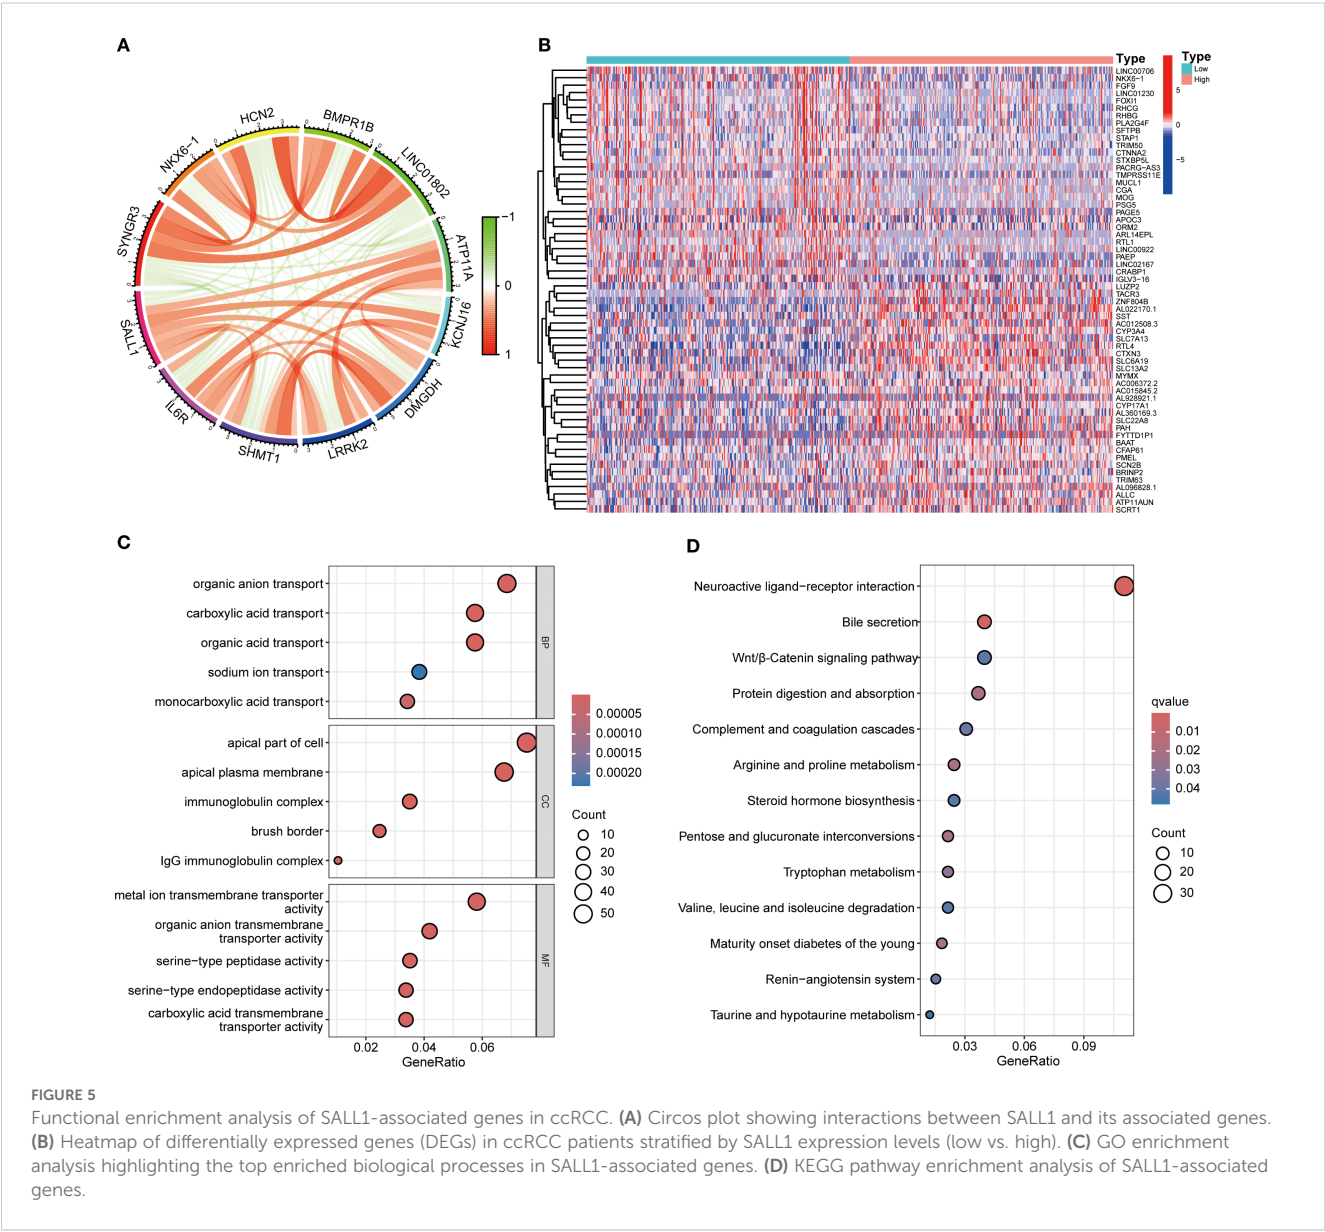 A
HCN2
BMPR1B
NKX6−1
LINC01802
SYNGR3
ATP11A
SALL1
KCNJ16
IL6R
DMGDH
SHMT1
LRRK2
−1
0
1
B
Type
LINC00706
NKX6−1
FGF9
LINC01230
FOXI1
RHCG
RHBG
PLA2G4F
SFTPB
STAP1
TRIM50
CTNNA2
STXBP5L
PACRG−AS3
TMPRSS11E
MUCL1
CGA
MOG
PSG5
PAGE5
APOC3
ORM2
ARL14EPL
RTL1
LINC00922
PAEP
LINC02167
CRABP1
IGLV3−16
LUZP2
TACR3
ZNF804B
AL022170.1
SST
AC012508.3
CYP3A4
SLC7A13
RTL4
CTXN3
SLC6A19
SLC13A2
MYMX
AC006372.2
AC015845.2
AL928921.1
CYP17A1
AL360169.3
SLC22A8
PAH
FYTTD1P1
BAAT
CFAP61
PMEL
SCN2B
BRINP2
TRIM63
AL096828.1
ALLC
ATP11AUN
SCRT1
5
0
−5
Type
Low
High
C
organic anion transport
carboxylic acid transport
organic acid transport
sodium ion transport
monocarboxylic acid transport
BP
apical part of cell
apical plasma membrane
immunoglobulin complex
brush border
IgG immunoglobulin complex
CC
metal ion transmembrane transporter
activity
organic anion transmembrane
transporter activity
serine−type peptidase activity
serine−type endopeptidase activity
carboxylic acid transmembrane
transporter activity
MF
0.02 0.04 0.06
GeneRatio
0.00005
0.00010
0.00015
0.00020
Count
10
20
30
40
50
D
Neuroactive ligand−receptor interaction
Bile secretion
Wnt/β-Catenin signaling pathway
Protein digestion and absorption
Complement and coagulation cascades
Arginine and proline metabolism
Steroid hormone biosynthesis
Pentose and glucuronate interconversions
Tryptophan metabolism
Valine, leucine and isoleucine degradation
Maturity onset diabetes of the young
Renin−angiotensin system
Taurine and hypotaurine metabolism
0.03 0.06 0.09
GeneRatio
qvalue
0.01
0.01
0.03
0.04
Count
10
20
30
FIGURE 5
Functional enrichment analysis of SALL1-associated genes in ccRCC. (A) Circos plot showing interactions between SALL1 and its associated genes.
(B) Heatmap of differentially expressed genes (DEGs) in ccRCC patients stratified by SALL1 expression levels (low vs. high). (C) GO enrichment
analysis highlighting the top enriched biological processes in SALL1-associated genes. (D) KEGG pathway enrichment analysis of SALL1-associated
genes.